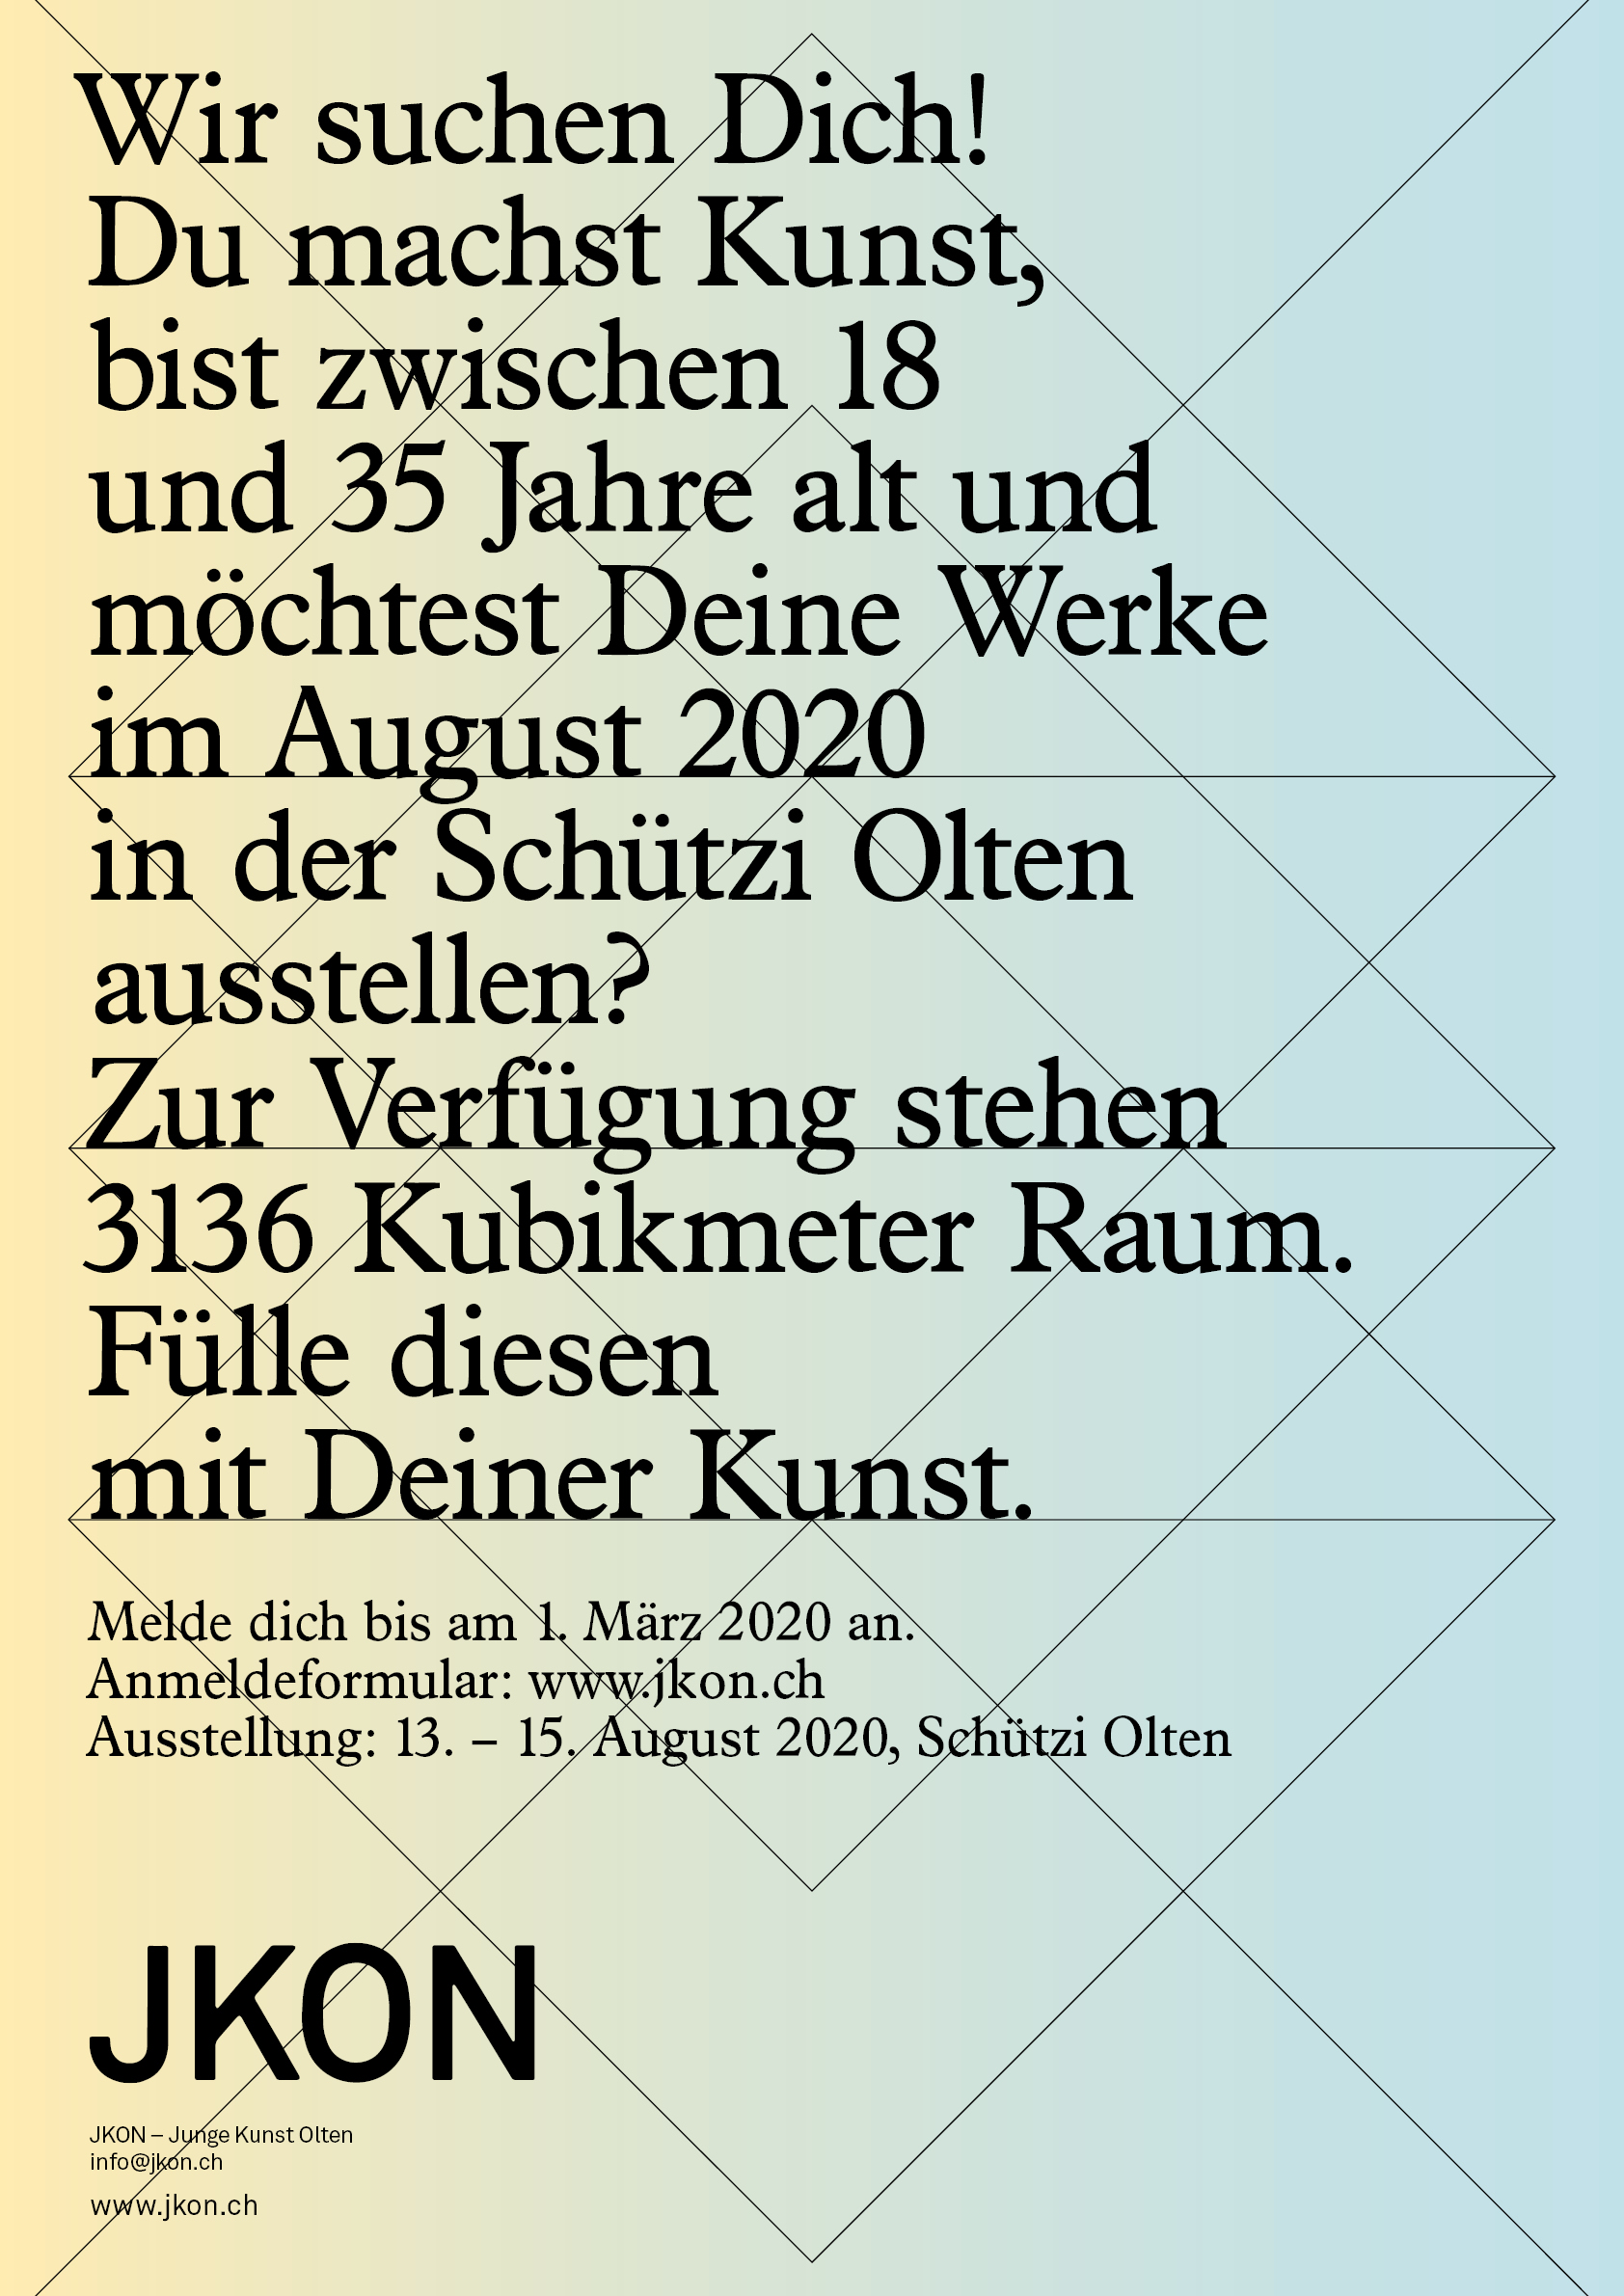 Wir suchen Dich!
Du machst Kunst,
bist zwischen 18
und 35 Jahre alt und
möchtest Deine Werke
im August 2020
in der Schützi Olten
ausstellen?
Zur Verfügung stehen
3136 Kubikmeter Raum.
Fülle diesen
mit Deiner Kunst.
Melde dich bis am 1. März 2020 an.
Anmeldeformular: www.jkon.ch
Ausstellung: 13. – 15. August 2020, Schützi Olten
JKON
JKON – Junge Kunst Olten
info@jkon.ch
www.jkon.ch